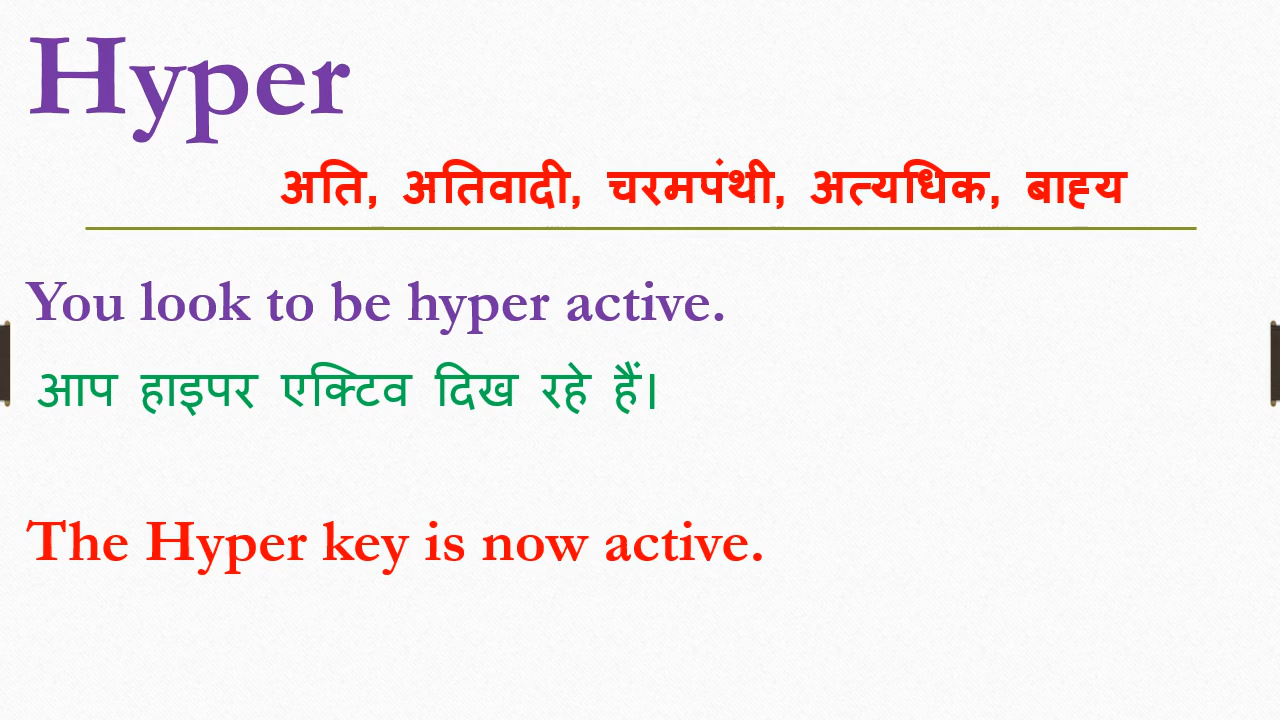 Hyper
अति, अतिवादी, चरमपंथी, अत्यधिक, बाह्य
You look to be hyper active.
आप हाइपर एक्टिव दिख रहे हैं।
The Hyper key is now active.